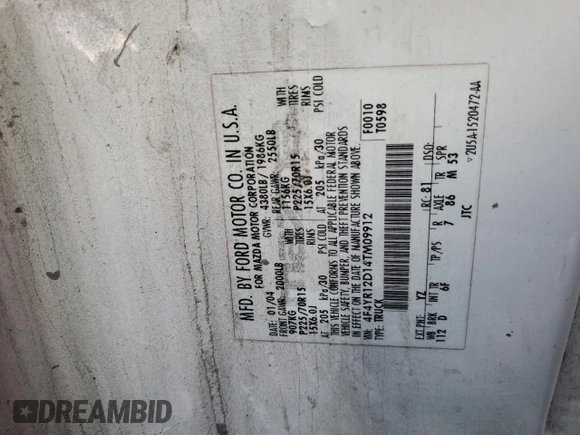 MFD. BY FORD MOTOR CO. IN U.S.A.
FOR MAZDA MOTOR CORPORATION
DATE: 01/04 GVWR: 4380LB/ 1986KG
FRONT GAWR: 2000LB REAR GAWR: 2550LB
907KG WITH 1156KG WITH
P225/70R15 TIRES P225/70R15 TIRES
15X6.0J RIMS 15X6.0J RIMS
AT 205 kPa/30 PSI COLD AT 205 kPa/30 PSI COLD
THIS VEHICLE CONFORMS TO ALL APPLICABLE FEDERAL MOTOR
VEHICLE SAFETY, BUMPER, AND THEFT PREVENTION STANDARDS
IN EFFECT ON THE DATE OF MANUFACTURE SHOWN ABOVE.
VIN: 4F4YR12D14TM09912 F0010
TYPE: TRUCK T0598
EXT PNT: YZ RC: 81 DSO:
WB BRK INT TR TP/PS R AXLE TR SPR
112 D 6F 7 86 M 53
JTC
V2U5A-1520472-AA
DREAMBID